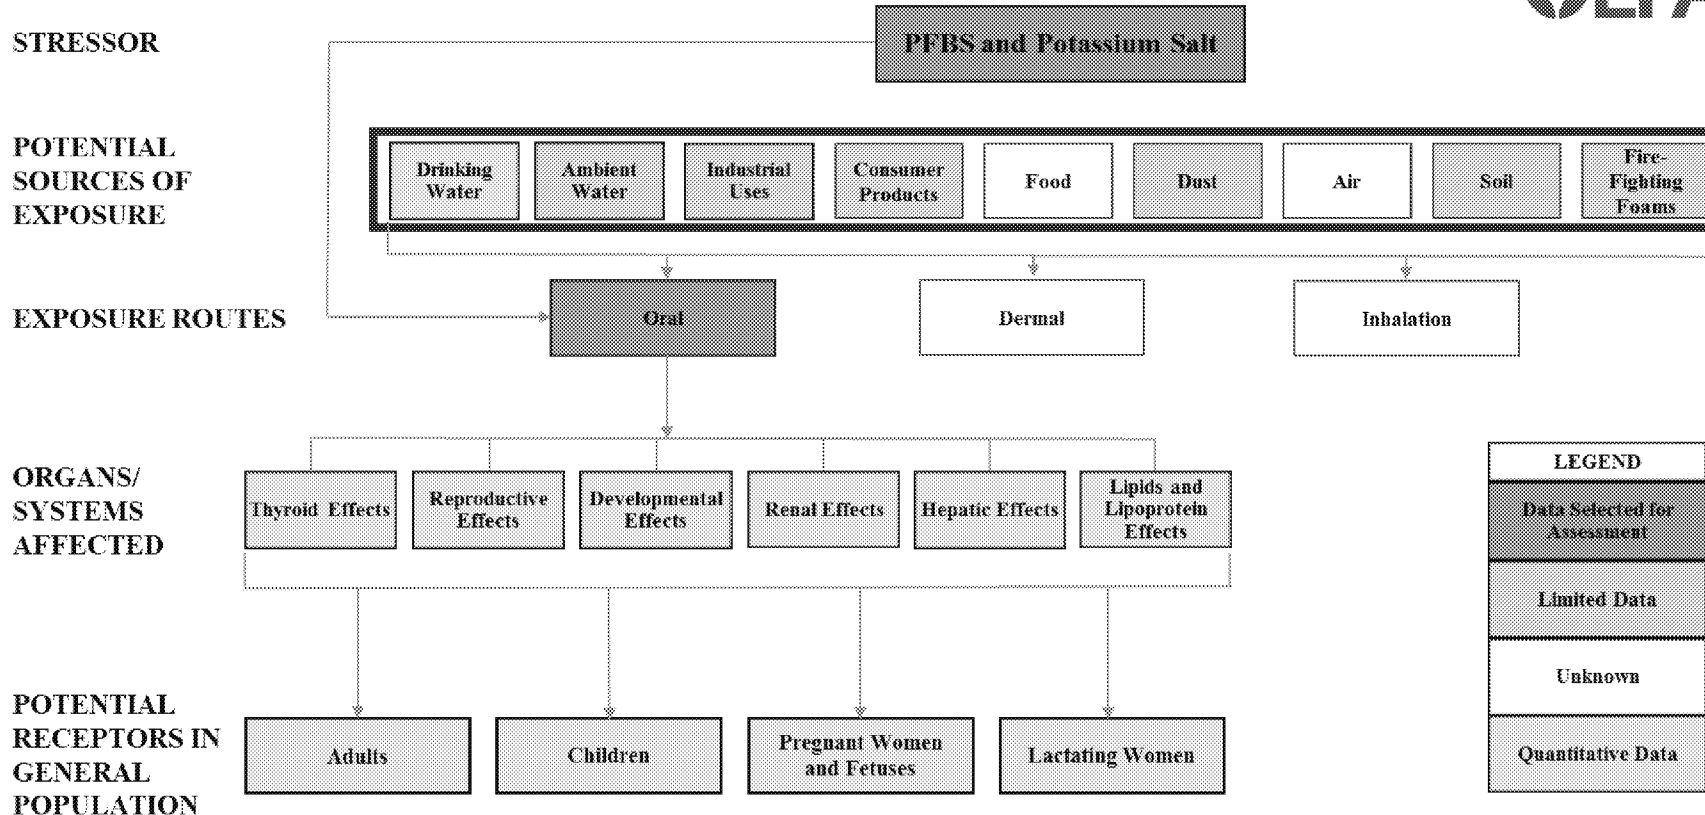 STRESSOR
PFBS and Potassium Salt
POTENTIAL
SOURCES OF
EXPOSURE
Drinking
Water
Ambient
Water
Industrial
Uses
Consumer
Products
Food
Dust
Air
Soil
Fire-
Fighting
Foams
EXPOSURE ROUTES
Oral
Dermal
Inhalation
ORGANS/
SYSTEMS
AFFECTED
Thyroid Effects
Reproductive
Effects
Developmental
Effects
Renal Effects
Hepatic Effects
Lipids and
Lipoprotein
Effects
LEGEND
Data Selected for
Assessment
Limited Data
Unknown
Quantitative Data
POTENTIAL
RECEPTORS IN
GENERAL
POPULATION
Adults
Children
Pregnant Women
and Fetuses
Lactating Women